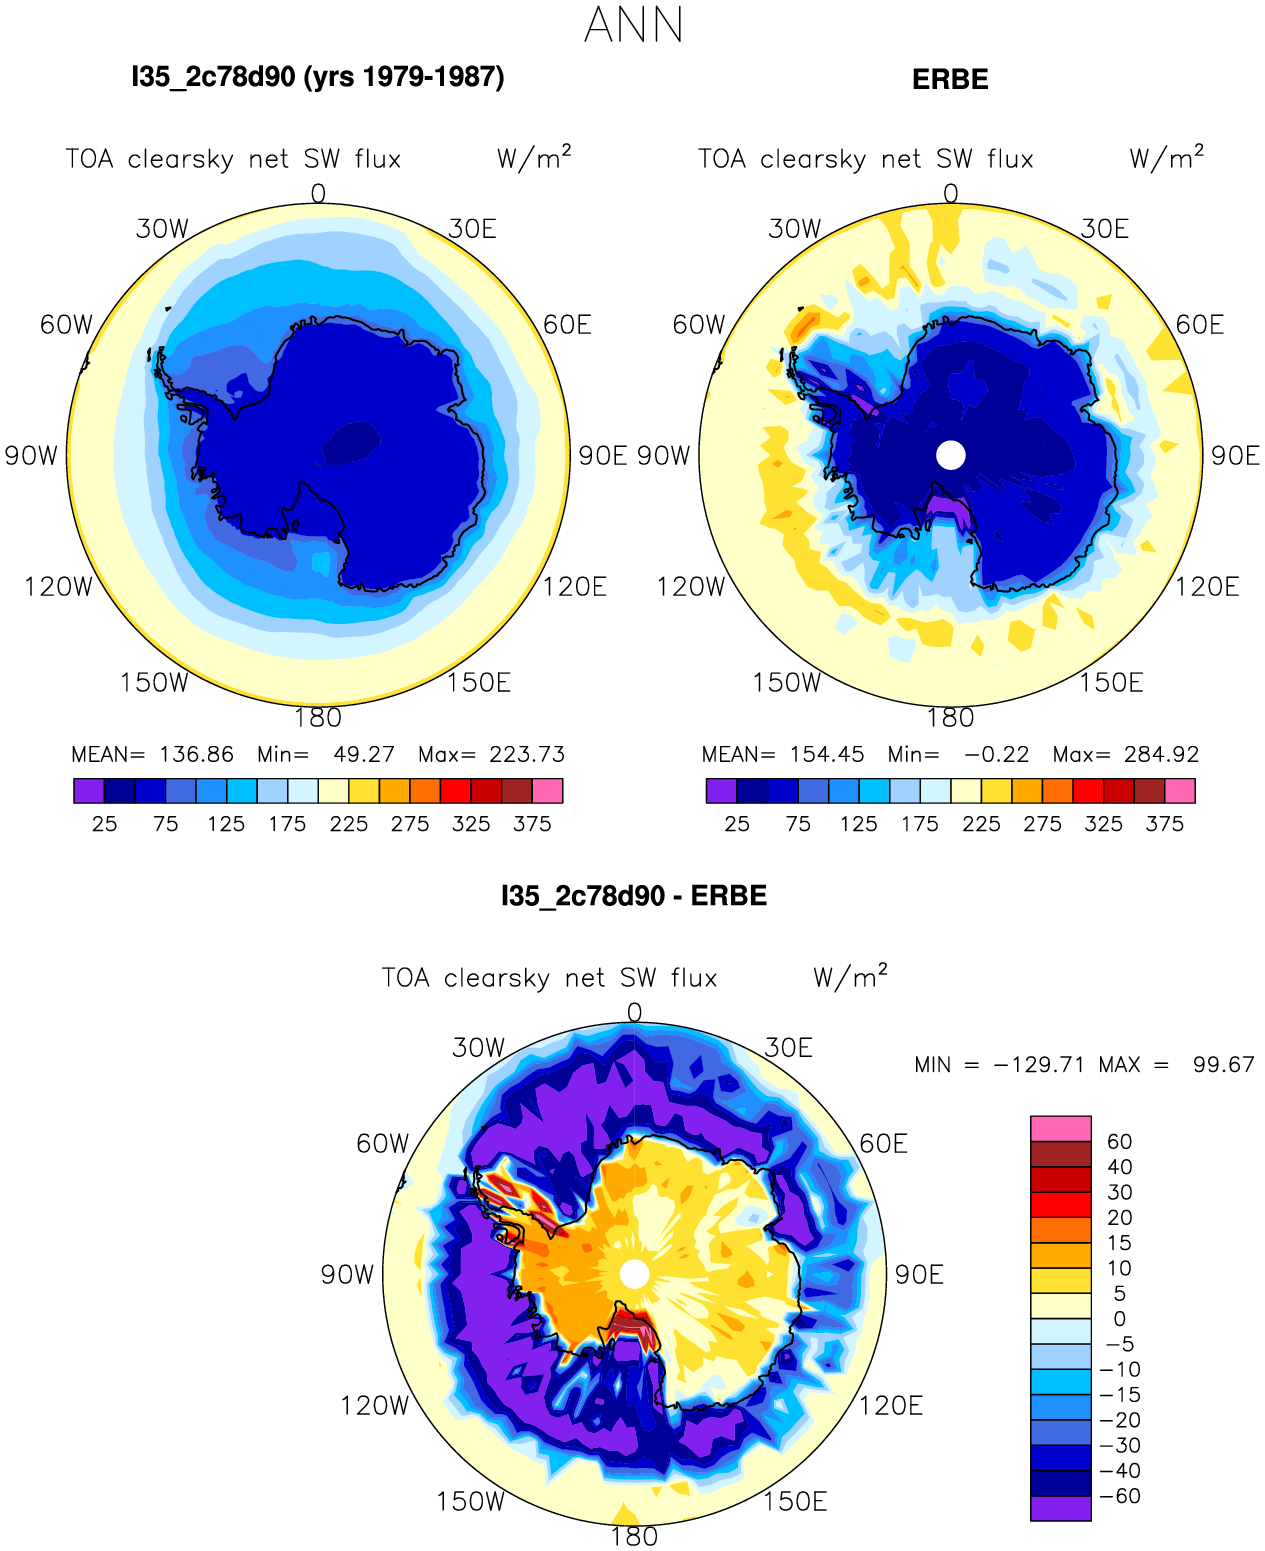 ANN
I35_2c78d90 (yrs 1979-1987)
ERBE
TOA clearsky net SW flux W/m²
TOA clearsky net SW flux W/m²
0
0
30W 30E
30W 30E
60W 60E
60W 60E
90W 90E
90W 90E
120W 120E
120W 120E
150W 150E
150W 150E
180
180
MEAN= 136.86 Min= 49.27 Max= 223.73
MEAN= 154.45 Min= −0.22 Max= 284.92
25 75 125 175 225 275 325 375
25 75 125 175 225 275 325 375
I35_2c78d90 - ERBE
TOA clearsky net SW flux W/m²
0
30W 30E
MIN = −129.71 MAX = 99.67
60W 60E
90W 90E
120W 120E
150W 150E
180
60
40
30
20
15
10
5
0
−5
−10
−15
−20
−30
−40
−60